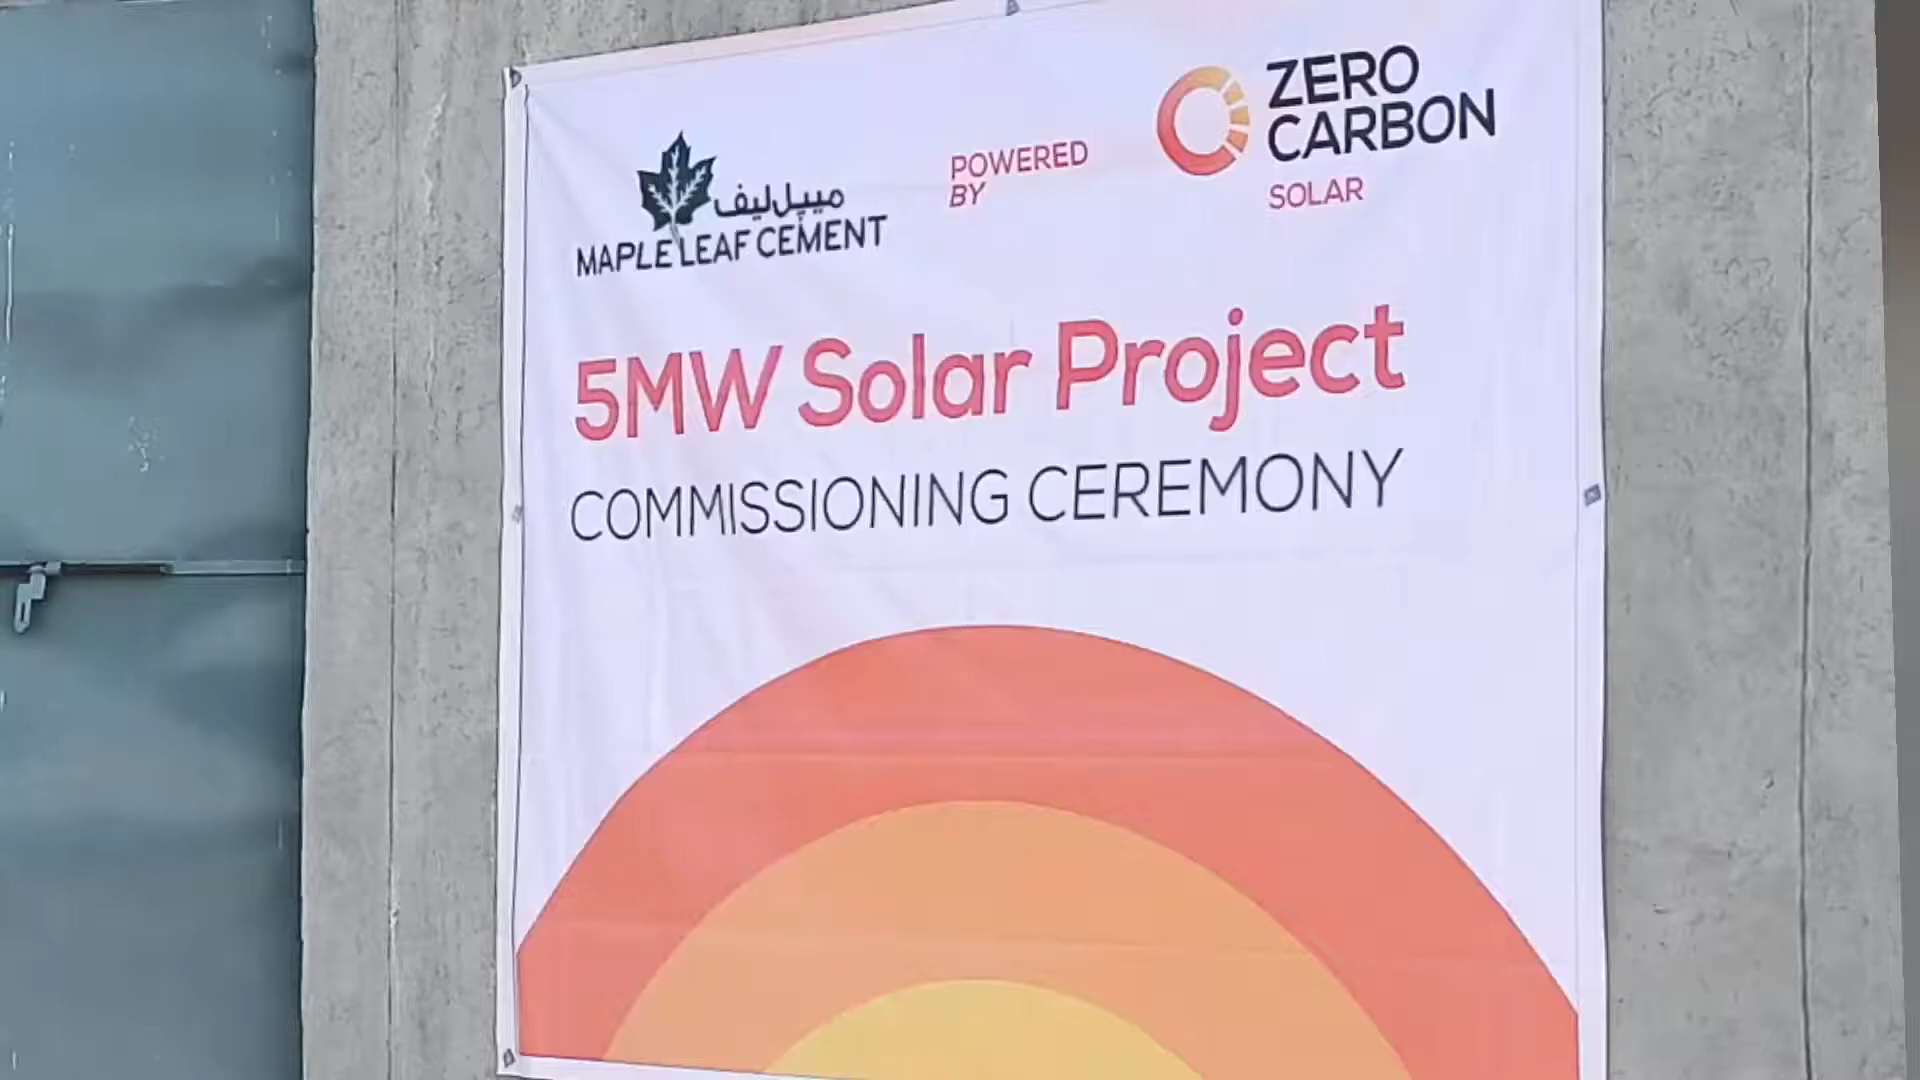 میپل لیف
MAPLE LEAF CEMENT
POWERED
BY
ZERO
CARBON
SOLAR
5MW Solar Project
COMMISSIONING CEREMONY